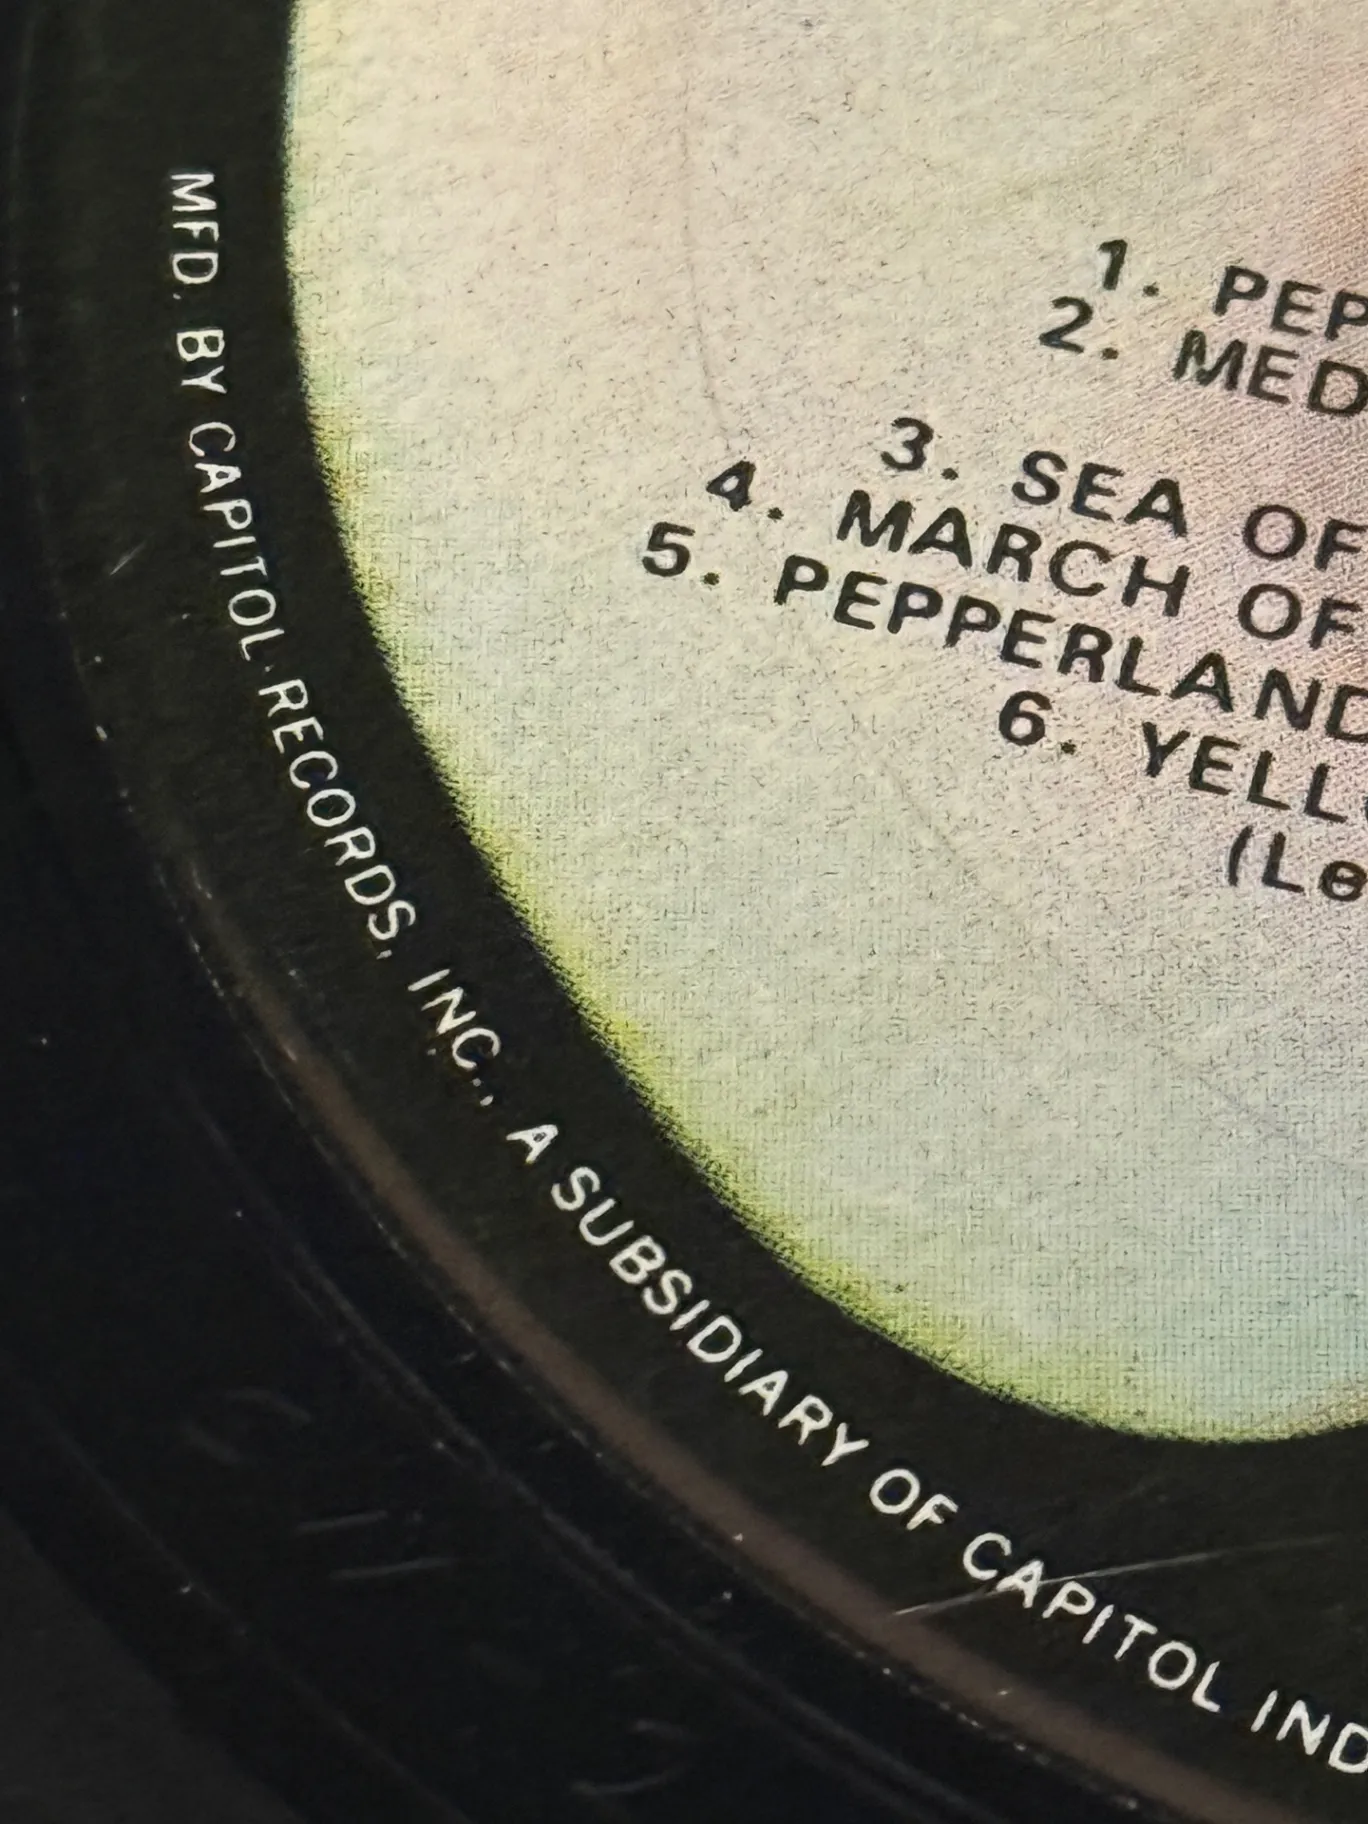 1. PEP
2. MED
3. SEA OF
4. MARCH OF
5. PEPPERLAND
6. YELL
(Le
MFD. BY CAPITOL RECORDS, INC., A SUBSIDIARY OF CAPITOL IND